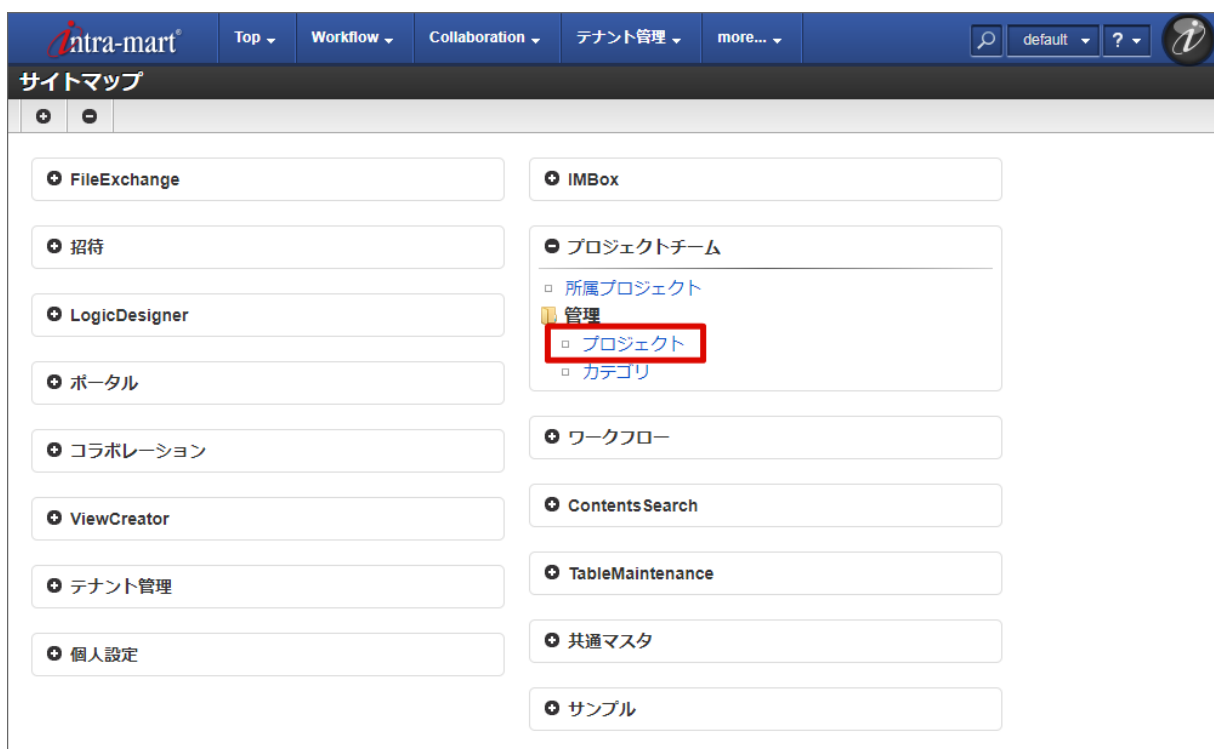 intra-mart® Top Workflow Collaboration テナント管理 more... default ?
サイトマップ
FileExchange
招待
LogicDesigner
ポータル
コラボレーション
ViewCreator
テナント管理
個人設定
IMBox
プロジェクトチーム
所属プロジェクト
管理
プロジェクト
カテゴリ
ワークフロー
ContentsSearch
TableMaintenance
共通マスタ
サンプル